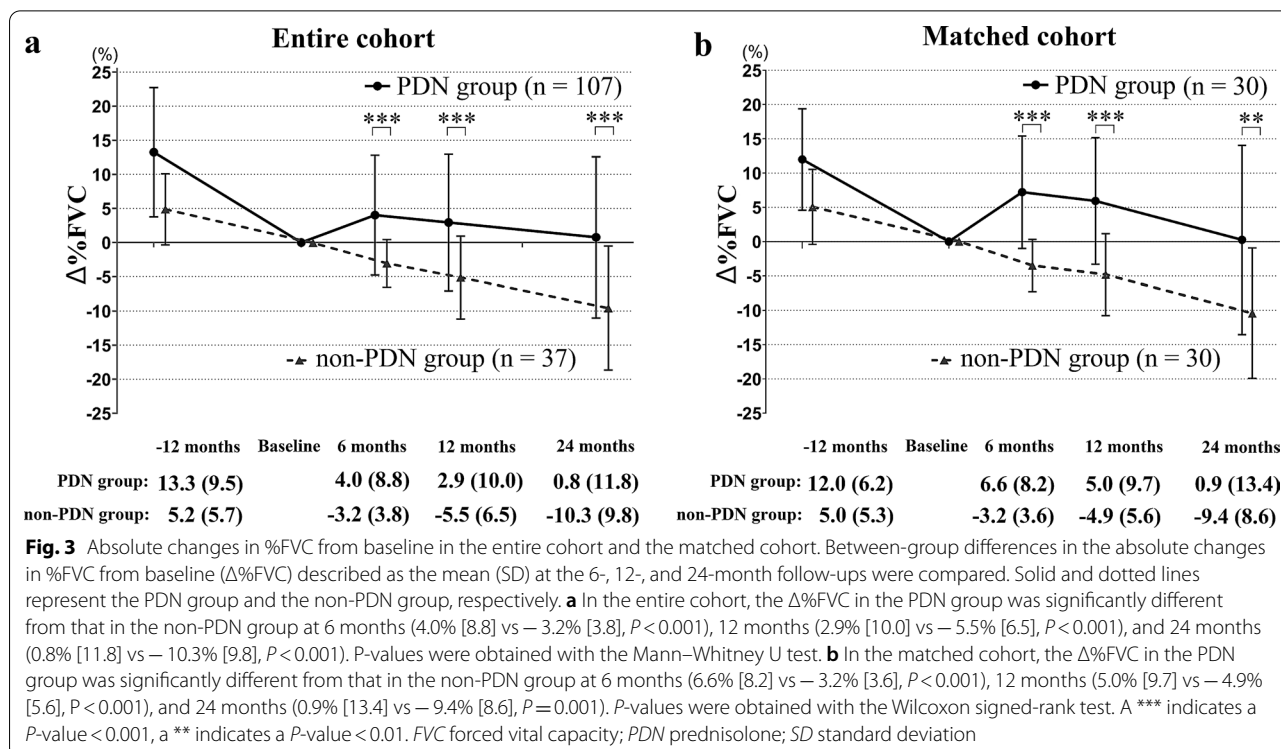 a
Entire cohort
(%)
25
20
15
10
5
0
-5
-10
-15
-20
-25
Δ%FVC
PDN group (n = 107)
*** *** ***
non-PDN group (n = 37)
-12 months Baseline 6 months 12 months 24 months
PDN group: 13.3 (9.5) 4.0 (8.8) 2.9 (10.0) 0.8 (11.8)
non-PDN group: 5.2 (5.7) -3.2 (3.8) -5.5 (6.5) -10.3 (9.8)
b
Matched cohort
(%)
25
20
15
10
5
0
-5
-10
-15
-20
-25
Δ%FVC
PDN group (n = 30)
*** *** **
non-PDN group (n = 30)
-12 months Baseline 6 months 12 months 24 months
PDN group: 12.0 (6.2) 6.6 (8.2) 5.0 (9.7) 0.9 (13.4)
non-PDN group: 5.0 (5.3) -3.2 (3.6) -4.9 (5.6) -9.4 (8.6)
Fig. 3 Absolute changes in %FVC from baseline in the entire cohort and the matched cohort. Between-group differences in the absolute changes
in %FVC from baseline (Δ%FVC) described as the mean (SD) at the 6-, 12-, and 24-month follow-ups were compared. Solid and dotted lines
represent the PDN group and the non-PDN group, respectively. a In the entire cohort, the Δ%FVC in the PDN group was significantly different
from that in the non-PDN group at 6 months (4.0% [8.8] vs − 3.2% [3.8], P < 0.001), 12 months (2.9% [10.0] vs − 5.5% [6.5], P < 0.001), and 24 months
(0.8% [11.8] vs − 10.3% [9.8], P < 0.001). P-values were obtained with the Mann–Whitney U test. b In the matched cohort, the Δ%FVC in the PDN
group was significantly different from that in the non-PDN group at 6 months (6.6% [8.2] vs − 3.2% [3.6], P < 0.001), 12 months (5.0% [9.7] vs − 4.9%
[5.6], P < 0.001), and 24 months (0.9% [13.4] vs − 9.4% [8.6], P = 0.001). P-values were obtained with the Wilcoxon signed-rank test. A *** indicates a
P-value < 0.001, a ** indicates a P-value < 0.01. FVC forced vital capacity; PDN prednisolone; SD standard deviation